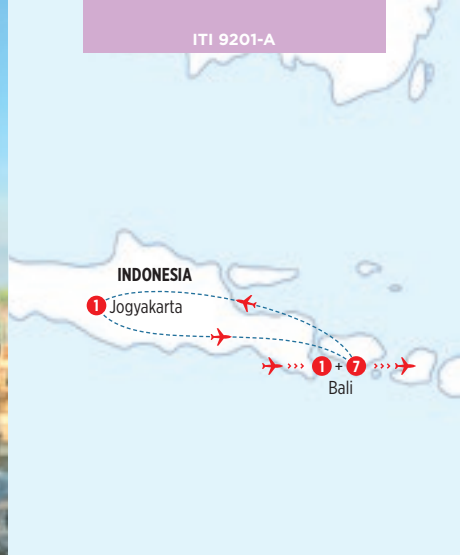 ITI 9201-A
INDONESIA
1 Jogyakarta
1 + 7
Bali